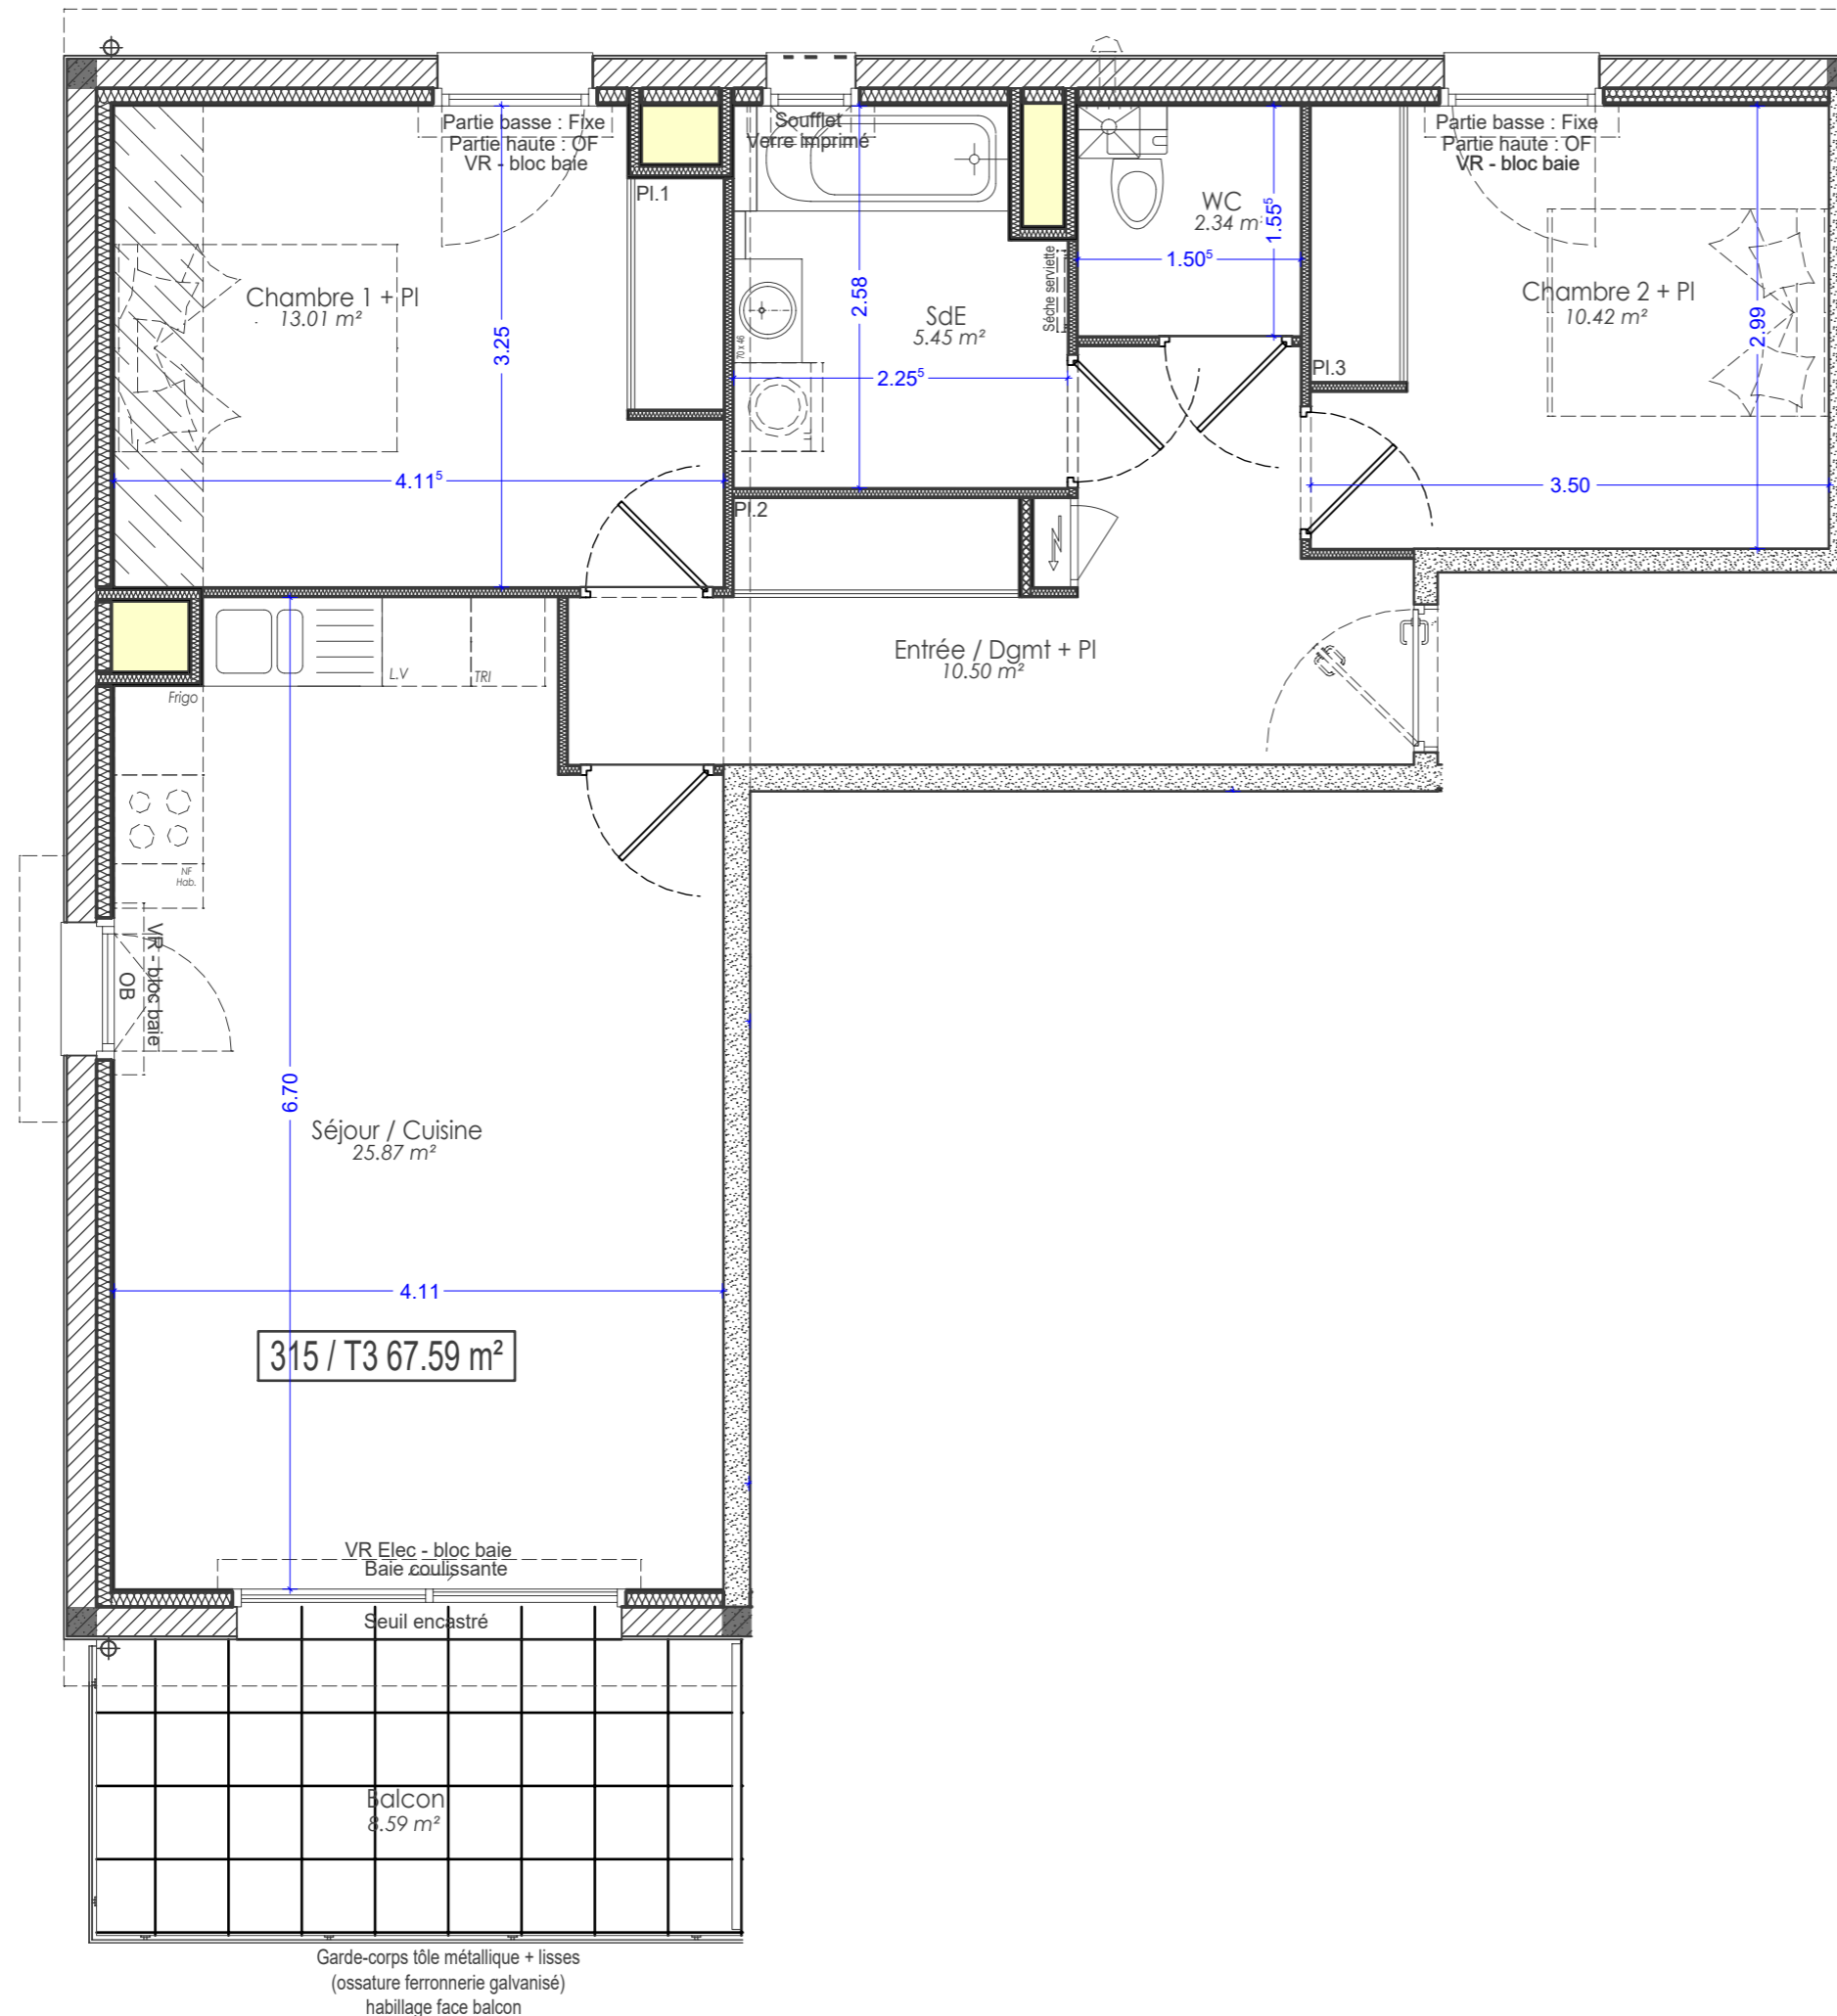 Partie basse : Fixe
Partie haute : OF
VR - bloc baie
Soufflet
Verre imprimé
Partie basse : Fixe
Partie haute : OF
VR - bloc baie
Pl.1
WC
2.34 m²
1.55⁵
1.50⁵
Chambre 1 + Pl
13.01 m²
3.25
2.58
Sèche serviette
SdE
5.45 m²
70 x 46
2.25⁵
Chambre 2 + Pl
10.42 m²
2.99
Pl.3
4.11⁵
3.50
Pl.2
Entrée / Dgmt + Pl
10.50 m²
L.V
TRI
Frigo
NF
Hab.
VR - bloc baie
OB
6.70
Séjour / Cuisine
25.87 m²
4.11
315 / T3 67.59 m²
VR Elec - bloc baie
Baie coulissante
Seuil encastré
Balcon
8.59 m²
Garde-corps tôle métallique + lisses
(ossature ferronnerie galvanisé)
habillage face balcon